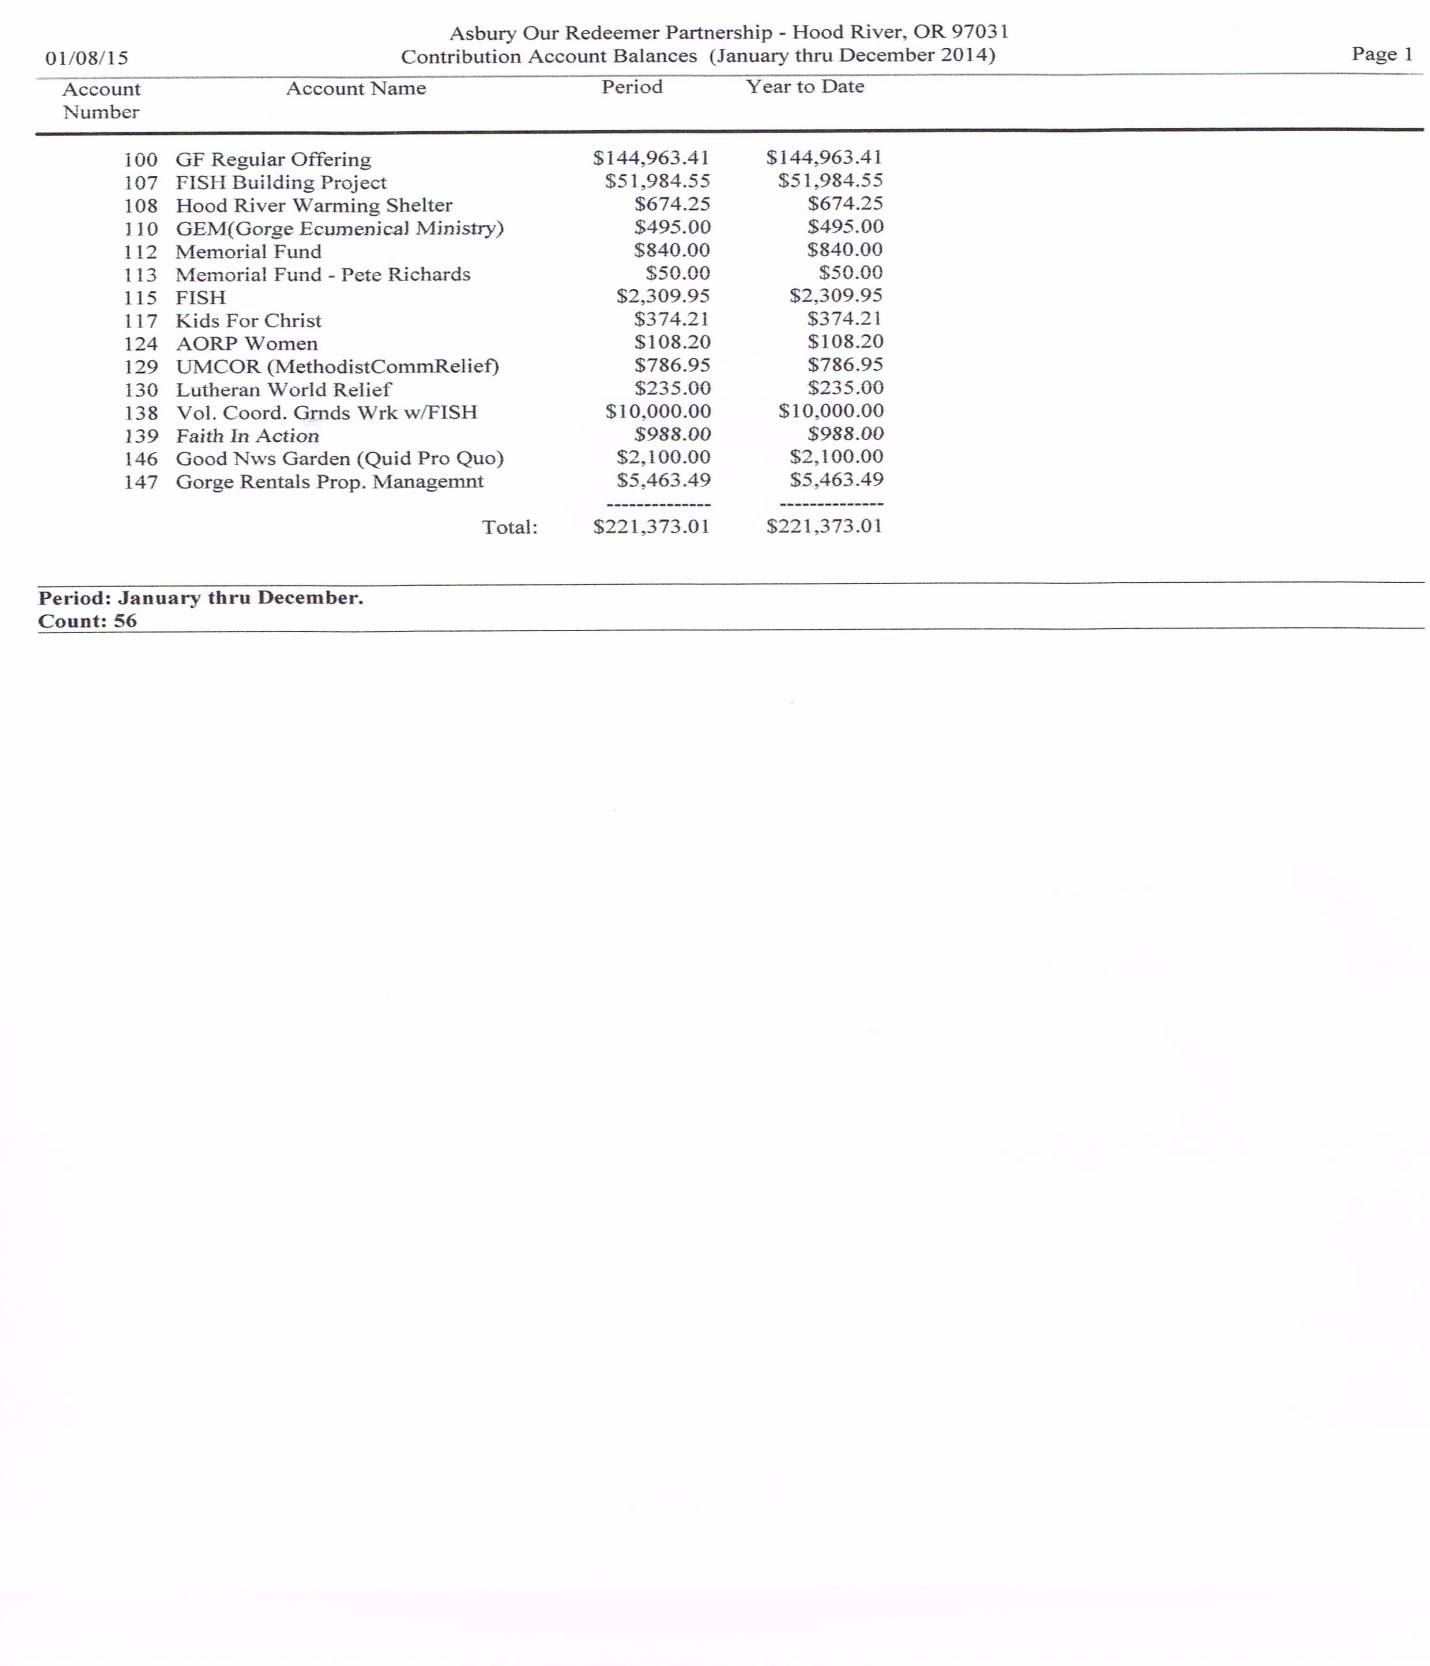 Asbury Our Redeemer Partnership - Hood River, OR 97031
01/08/15 Contribution Account Balances (January thru December 2014) Page 1
Account Account Name Period Year to Date
Number
100 GF Regular Offering $144,963.41 $144,963.41
107 FISH Building Project $51,984.55 $51,984.55
108 Hood River Warming Shelter $674.25 $674.25
110 GEM(Gorge Ecumenical Ministry) $495.00 $495.00
112 Memorial Fund $840.00 $840.00
113 Memorial Fund - Pete Richards $50.00 $50.00
115 FISH $2,309.95 $2,309.95
117 Kids For Christ $374.21 $374.21
124 AORP Women $108.20 $108.20
129 UMCOR (MethodistCommRelief) $786.95 $786.95
130 Lutheran World Relief $235.00 $235.00
138 Vol. Coord. Grnds Wrk w/FISH $10,000.00 $10,000.00
139 Faith In Action $988.00 $988.00
146 Good Nws Garden (Quid Pro Quo) $2,100.00 $2,100.00
147 Gorge Rentals Prop. Managemnt $5,463.49 $5,463.49
-------------- --------------
Total: $221,373.01 $221,373.01
Period: January thru December.
Count: 56